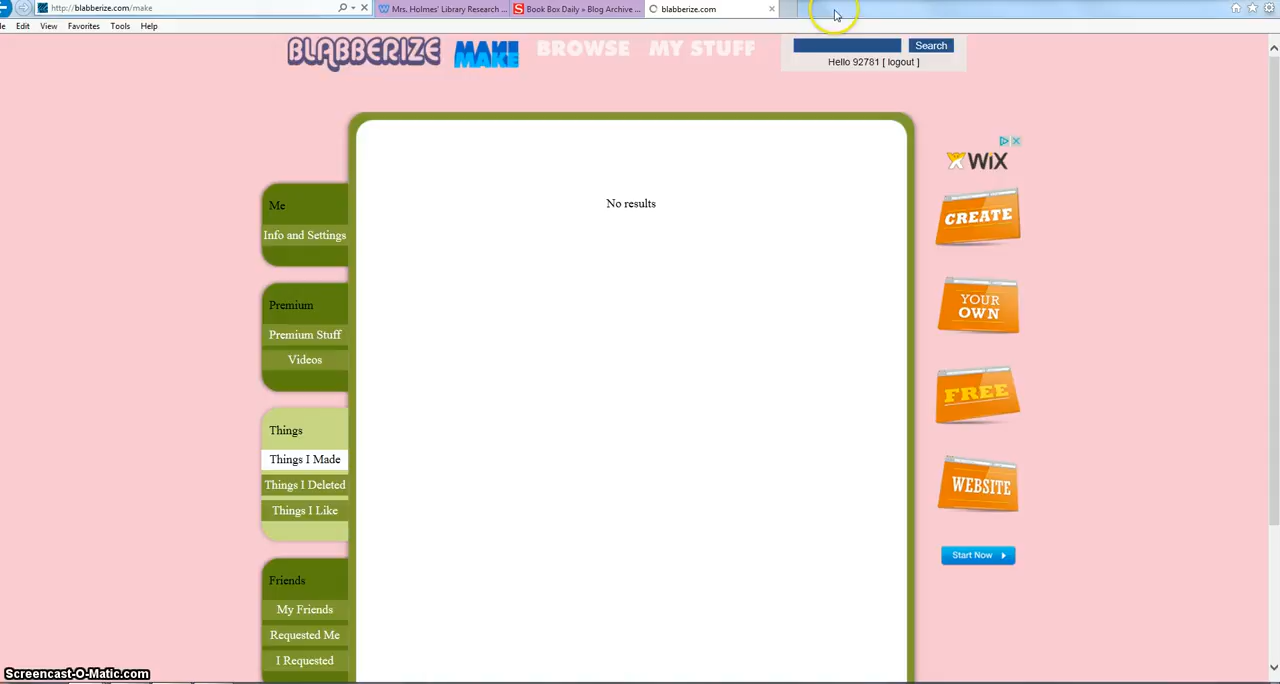 http://blabberize.com/make
Mrs. Holmes' Library Research ...
Book Box Daily » Blog Archive ...
blabberize.com
Edit View Favorites Tools Help
BLABBERIZE MAKE BROWSE MY STUFF
Search
Hello 92781 [ logout ]
No results
Me
Info and Settings
Premium
Premium Stuff
Videos
Things
Things I Made
Things I Deleted
Things I Like
Friends
My Friends
Requested Me
I Requested
WiX
CREATE
YOUR
OWN
FREE
WEBSITE
Start Now
Screencast-O-Matic.com